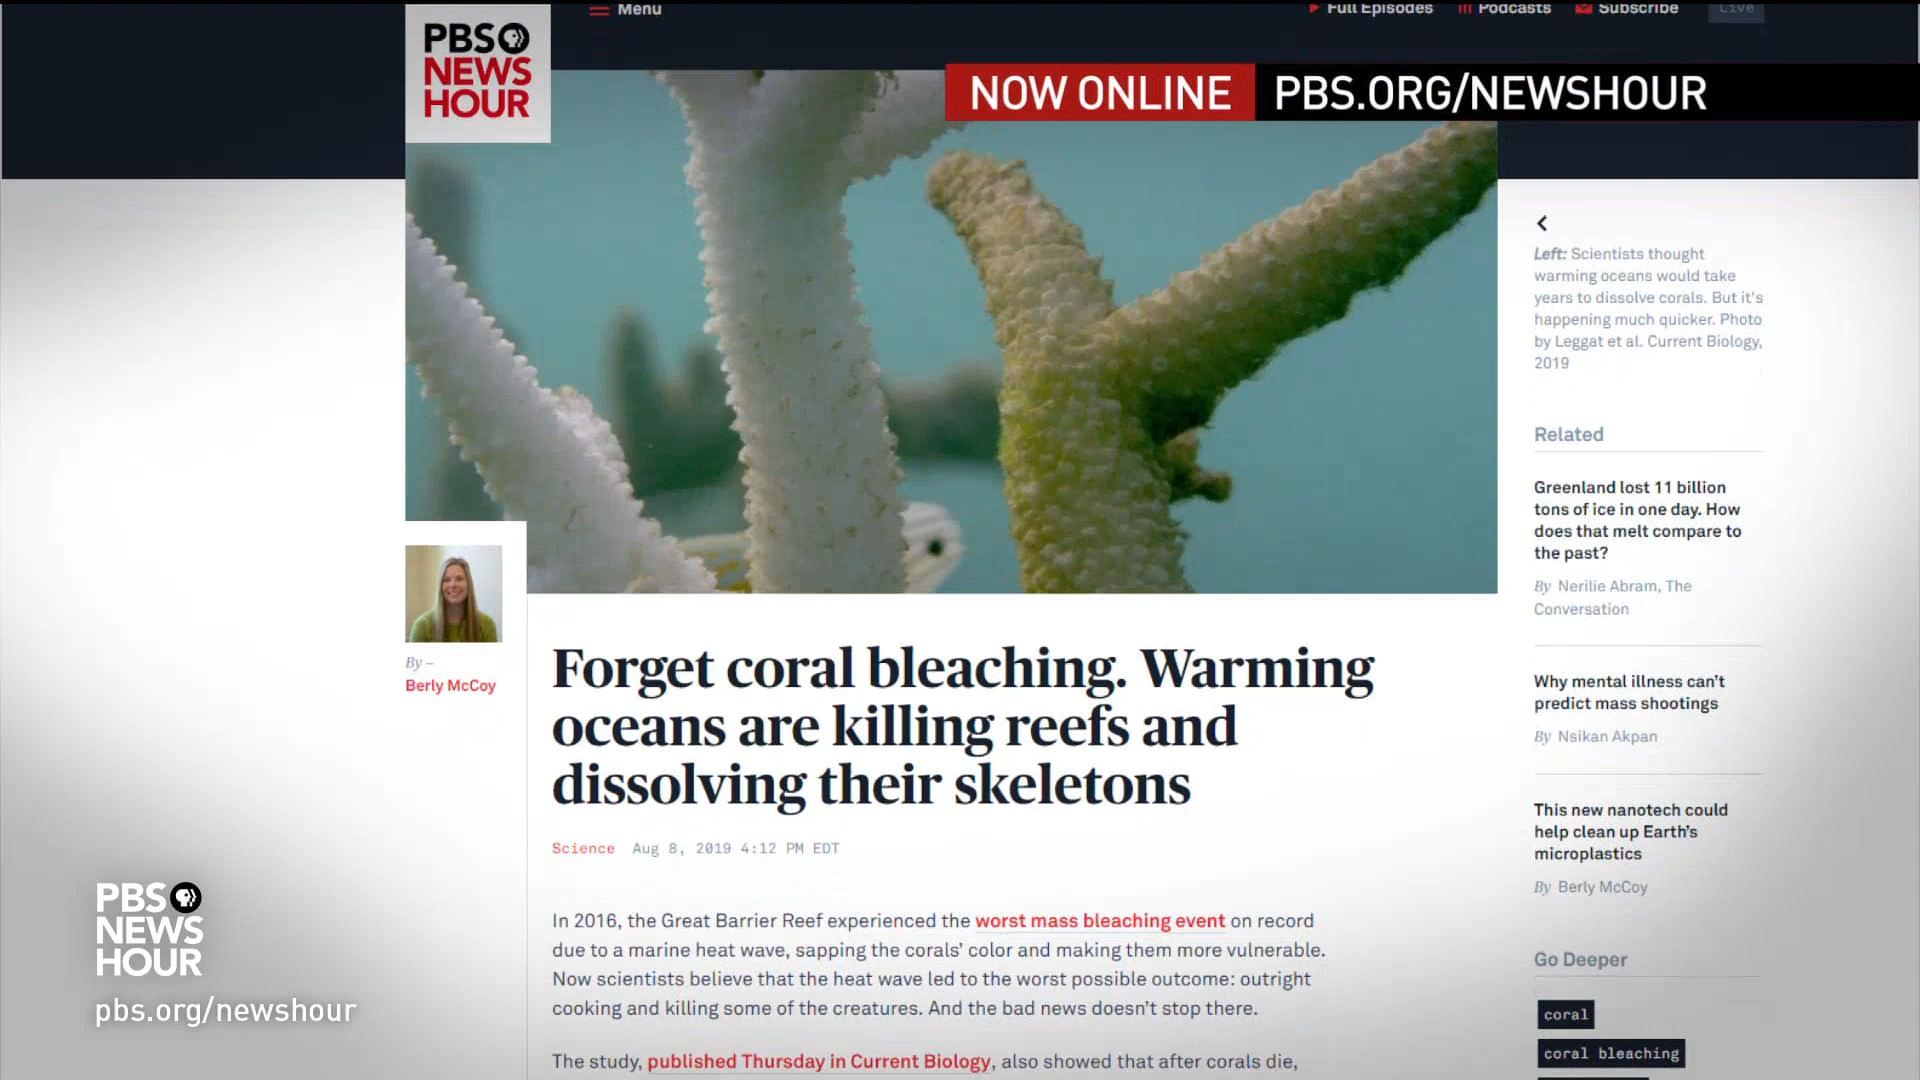 Menu
Full Episodes
Podcasts
Subscribe
Live
PBS
NEWS
HOUR
NOW ONLINE
PBS.ORG/NEWSHOUR
Left: Scientists thought
warming oceans would take
years to dissolve corals. But it's
happening much quicker. Photo
by Leggat et al. Current Biology,
2019
Related
Greenland lost 11 billion
tons of ice in one day. How
does that melt compare to
the past?
By Nerilie Abram, The
Conversation
Why mental illness can't
predict mass shootings
By Nsikan Akpan
This new nanotech could
help clean up Earth's
microplastics
By Berly McCoy
Go Deeper
coral
coral bleaching
By –
Berly McCoy
Forget coral bleaching. Warming
oceans are killing reefs and
dissolving their skeletons
Science Aug 8, 2019 4:12 PM EDT
In 2016, the Great Barrier Reef experienced the worst mass bleaching event on record
due to a marine heat wave, sapping the corals' color and making them more vulnerable.
Now scientists believe that the heat wave led to the worst possible outcome: outright
cooking and killing some of the creatures. And the bad news doesn't stop there.
The study, published Thursday in Current Biology, also showed that after corals die,
PBS
NEWS
HOUR
pbs.org/newshour